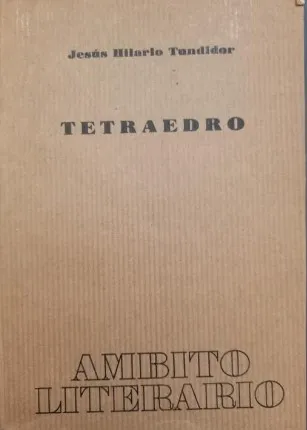 Jesús Hilario Tundidor
TETRAEDRO
AMBITO
LITERARIO